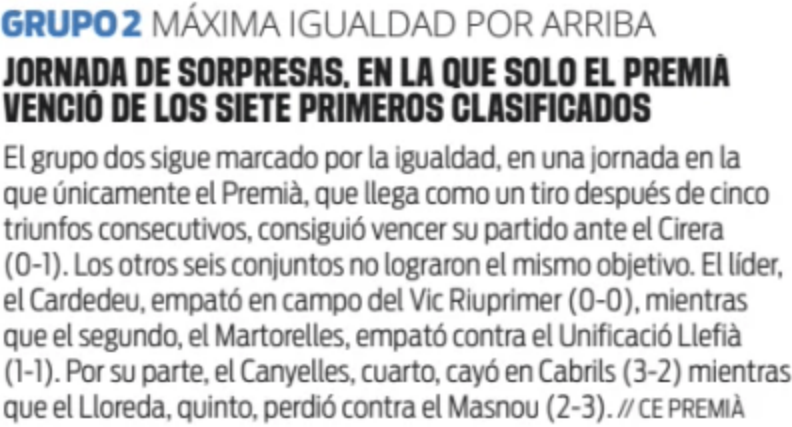 GRUPO 2 MÁXIMA IGUALDAD POR ARRIBA
JORNADA DE SORPRESAS, EN LA QUE SOLO EL PREMIÀ
VENCIÓ DE LOS SIETE PRIMEROS CLASIFICADOS
El grupo dos sigue marcado por la igualdad, en una jornada en la
que únicamente el Premià, que llega como un tiro después de cinco
triunfos consecutivos, consiguió vencer su partido ante el Cirera
(0-1). Los otros seis conjuntos no lograron el mismo objetivo. El líder,
el Cardedeu, empató en campo del Vic Riuprimer (0-0), mientras
que el segundo, el Martorelles, empató contra el Unificació Llefià
(1-1). Por su parte, el Canyelles, cuarto, cayó en Cabrils (3-2) mientras
que el Lloreda, quinto, perdió contra el Masnou (2-3). // CE PREMIÀ